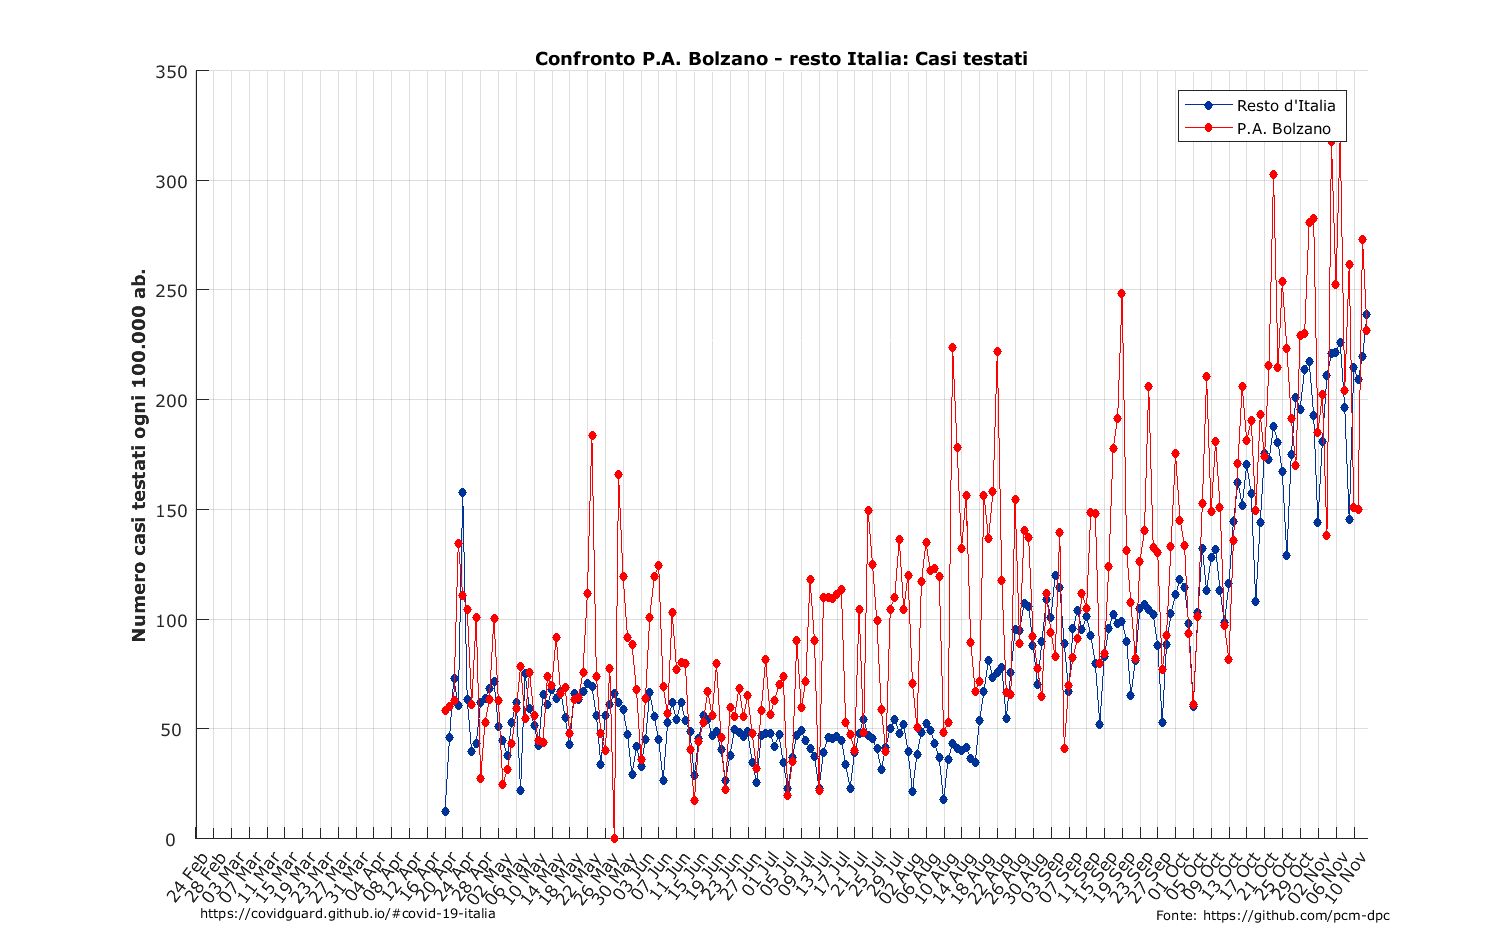 Confronto P.A. Bolzano - resto Italia: Casi testati
Resto d'Italia
P.A. Bolzano
Numero casi testati ogni 100.000 ab.
350
300
250
200
150
100
50
0
24 Feb
28 Feb
03 Mar
07 Mar
11 Mar
15 Mar
19 Mar
23 Mar
27 Mar
31 Mar
04 Apr
08 Apr
12 Apr
16 Apr
20 Apr
24 Apr
28 Apr
02 May
06 May
10 May
14 May
18 May
22 May
26 May
30 May
03 Jun
07 Jun
11 Jun
15 Jun
19 Jun
23 Jun
27 Jun
01 Jul
05 Jul
09 Jul
13 Jul
17 Jul
21 Jul
25 Jul
29 Jul
02 Aug
06 Aug
10 Aug
14 Aug
18 Aug
22 Aug
26 Aug
30 Aug
03 Sep
07 Sep
11 Sep
15 Sep
19 Sep
23 Sep
27 Sep
01 Oct
05 Oct
09 Oct
13 Oct
17 Oct
21 Oct
25 Oct
29 Oct
02 Nov
06 Nov
10 Nov
https://covidguard.github.io/#covid-19-italia
Fonte: https://github.com/pcm-dpc